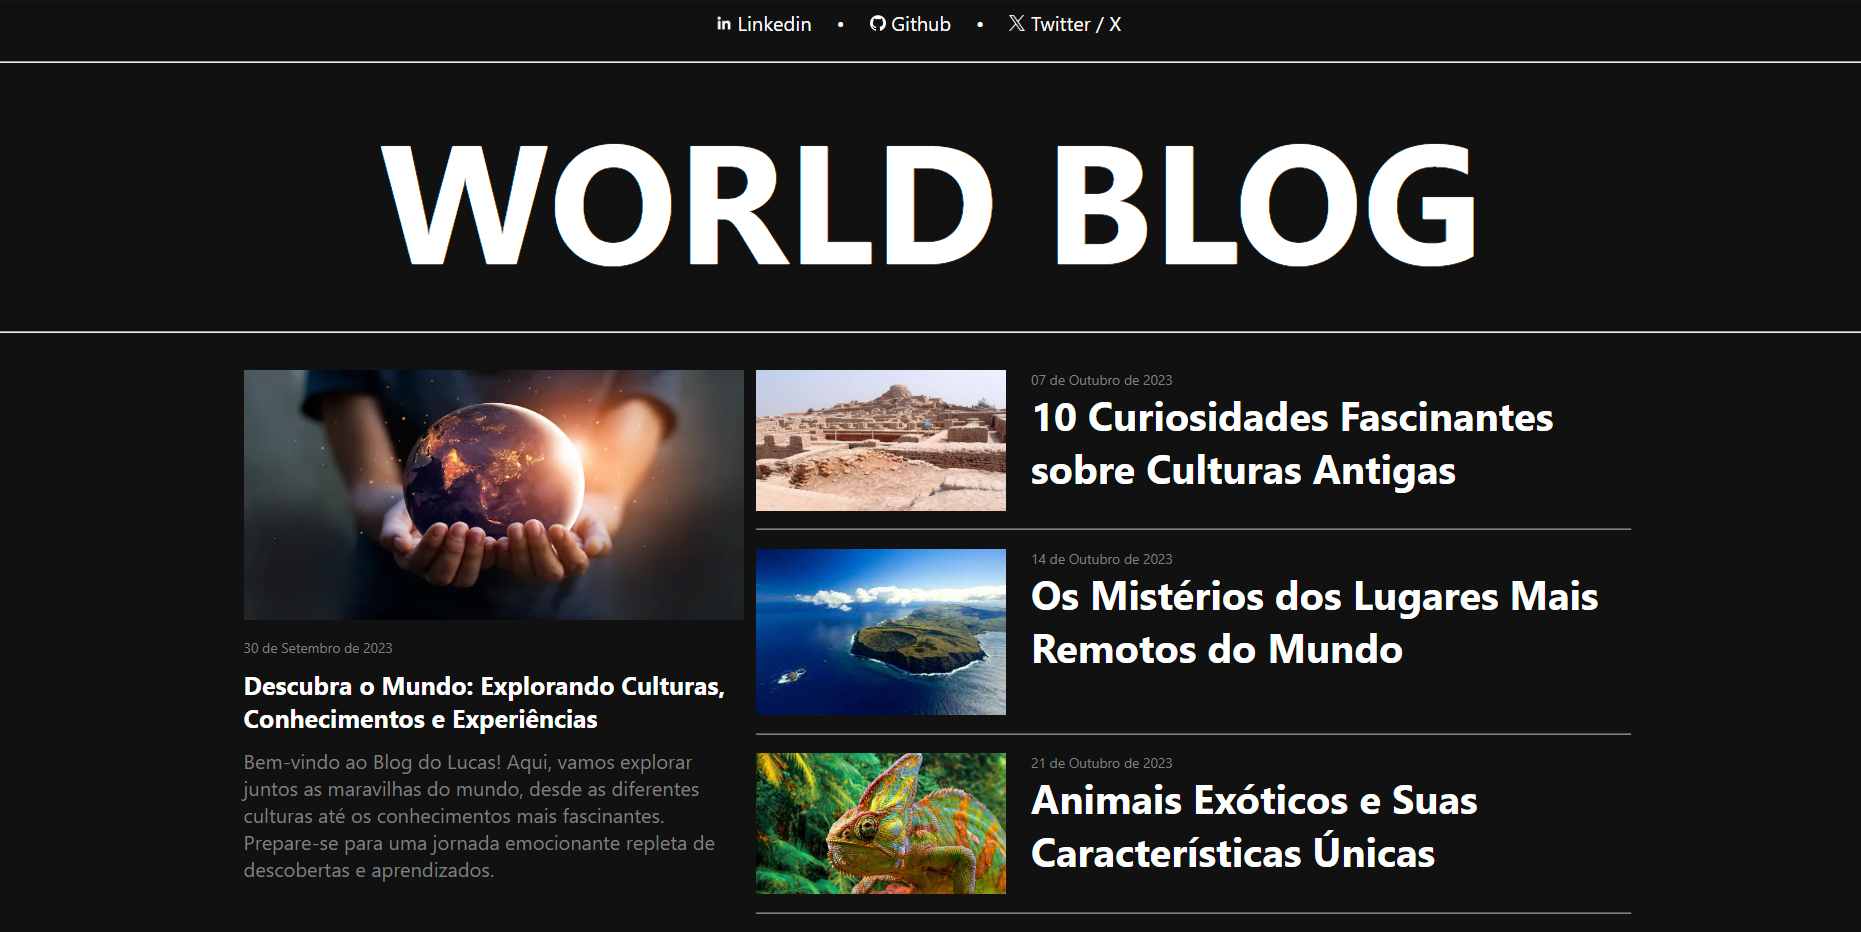 Linkedin • Github • Twitter / X
WORLD BLOG
30 de Setembro de 2023
Descubra o Mundo: Explorando Culturas,
Conhecimentos e Experiências
Bem-vindo ao Blog do Lucas! Aqui, vamos explorar
juntos as maravilhas do mundo, desde as diferentes
culturas até os conhecimentos mais fascinantes.
Prepare-se para uma jornada emocionante repleta de
descobertas e aprendizados.
07 de Outubro de 2023
10 Curiosidades Fascinantes
sobre Culturas Antigas
14 de Outubro de 2023
Os Mistérios dos Lugares Mais
Remotos do Mundo
21 de Outubro de 2023
Animais Exóticos e Suas
Características Únicas